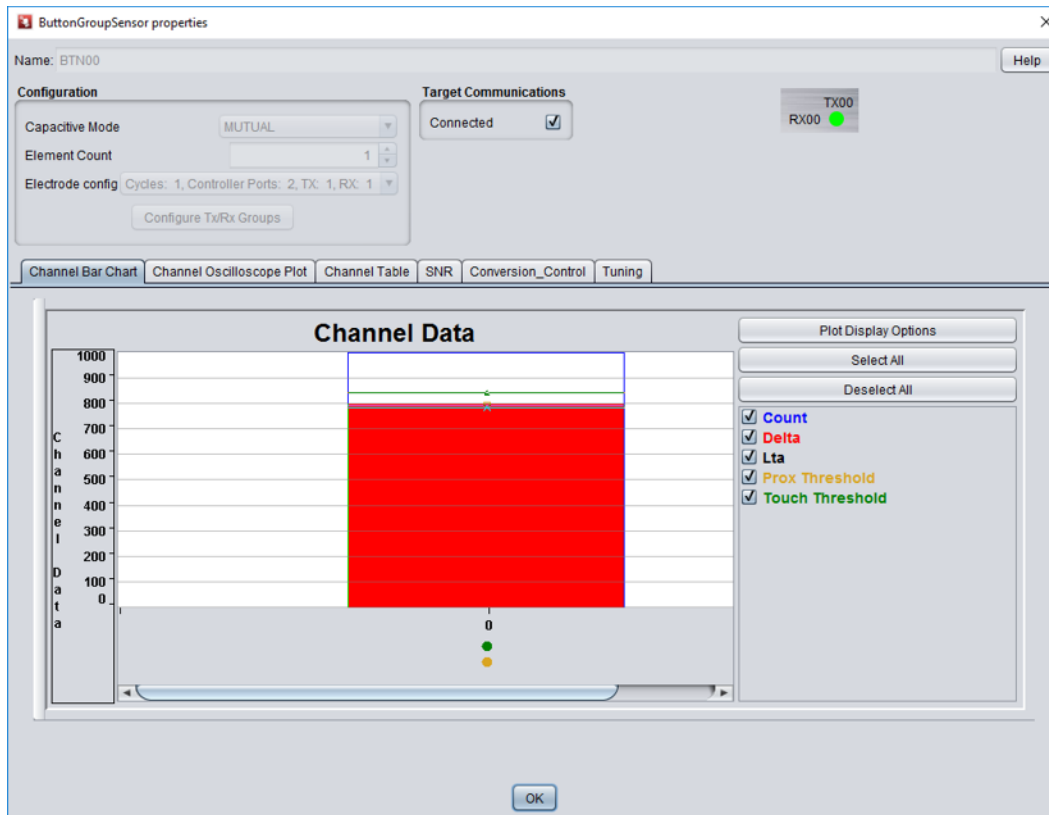 ButtonGroupSensor properties
Name: BTN00
Help
Configuration
Capacitive Mode
MUTUAL
Element Count
1
Electrode config
Cycles: 1, Controller Ports: 2, TX: 1, RX: 1
Configure Tx/Rx Groups
Target Communications
Connected
TX00
RX00
Channel Bar Chart
Channel Oscilloscope Plot
Channel Table
SNR
Conversion_Control
Tuning
Channel Data
Channel Data
1000
900
800
700
600
500
400
300
200
100
0
0
Plot Display Options
Select All
Deselect All
Count
Delta
Lta
Prox Threshold
Touch Threshold
OK